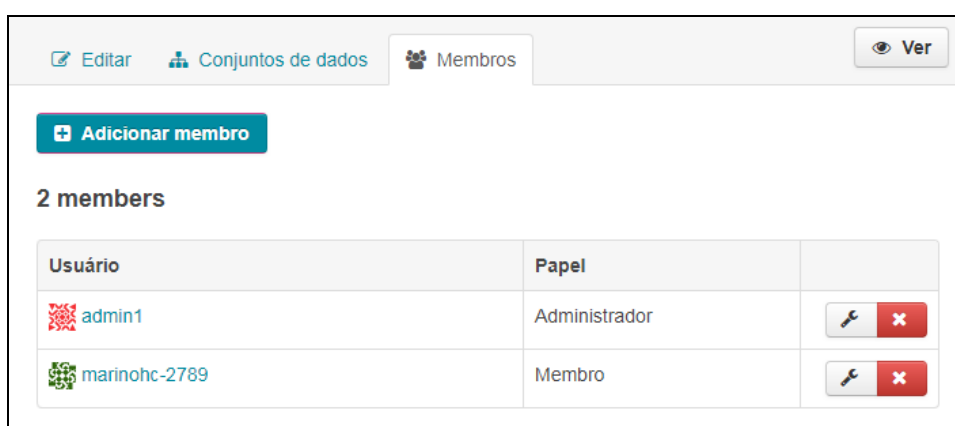 Editar Conjuntos de dados Membros Ver
Adicionar membro
2 members
Usuário Papel
admin1 Administrador
marinohc-2789 Membro